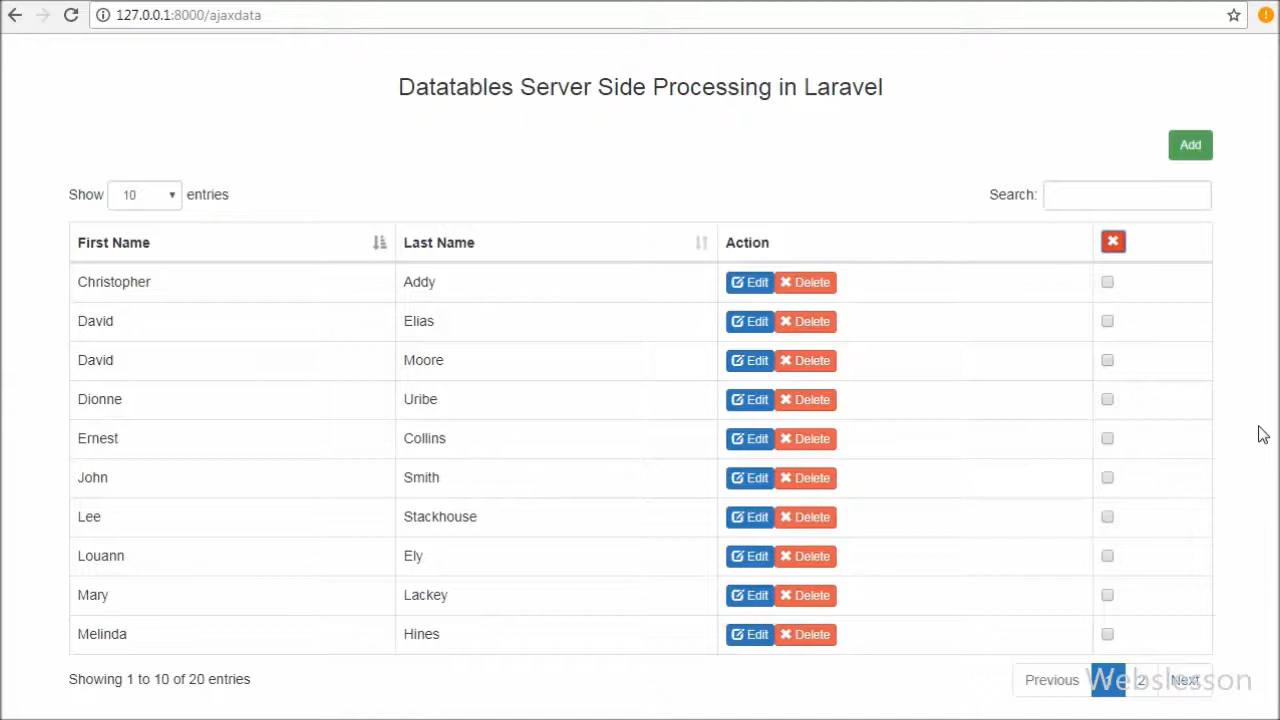 127.0.0.1:8000/ajaxdata
Datatables Server Side Processing in Laravel
Add
Show 10 entries Search:
First Name Last Name Action
Christopher Addy Edit Delete
David Elias Edit Delete
David Moore Edit Delete
Dionne Uribe Edit Delete
Ernest Collins Edit Delete
John Smith Edit Delete
Lee Stackhouse Edit Delete
Louann Ely Edit Delete
Mary Lackey Edit Delete
Melinda Hines Edit Delete
Showing 1 to 10 of 20 entries Previous 2 Next
Webslesson